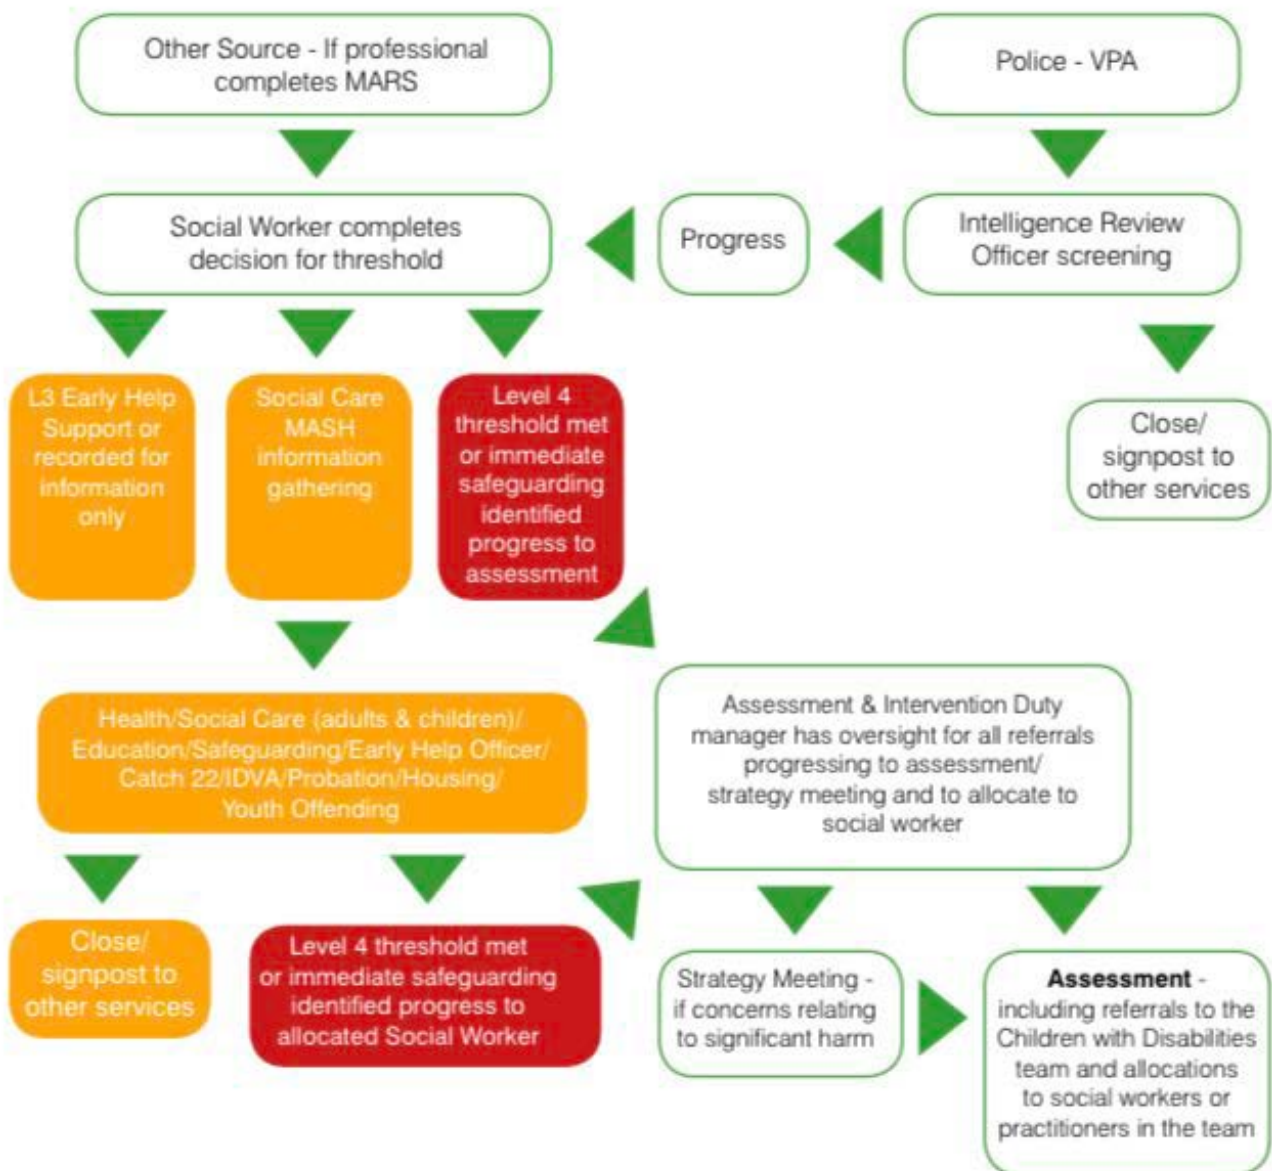 Other Source - If professional
completes MARS
Police - VPA
Social Worker completes
decision for threshold
Progress
Intelligence Review
Officer screening
L3 Early Help
Support or
recorded for
information
only
Social Care
MASH
information
gathering
Level 4
threshold met
or immediate
safeguarding
identified
progress to
assessment
Close/
signpost to
other services
Health/Social Care (adults & children)/
Education/Safeguarding/Early Help Officer/
Catch 22/IDVA/Probation/Housing/
Youth Offending
Assessment & Intervention Duty
manager has oversight for all referrals
progressing to assessment/
strategy meeting and to allocate to
social worker
Close/
signpost to
other services
Level 4 threshold met
or immediate safeguarding
identified progress to
allocated Social Worker
Strategy Meeting -
if concerns relating
to significant harm
Assessment -
including referrals to the
Children with Disabilities
team and allocations
to social workers or
practitioners in the team